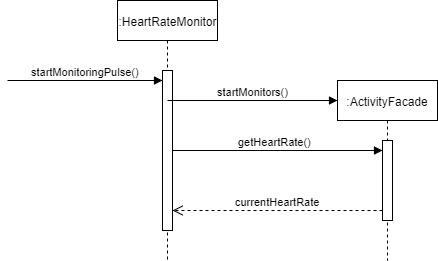 :HeartRateMonitor
startMonitoringPulse()
startMonitors()
:ActivityFacade
getHeartRate()
currentHeartRate